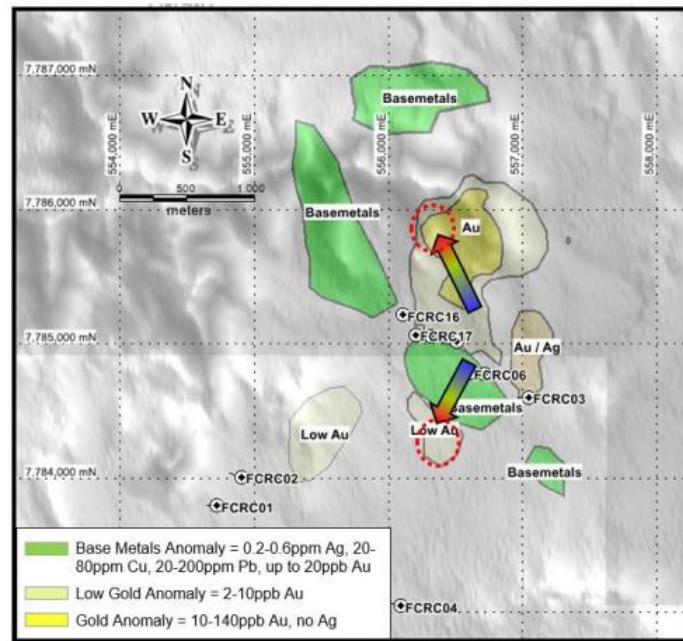 7,787,000 mN
554,000 mE
555,000 mE
556,000 mE
557,000 mE
558,000 mE
N
W
E
S
0 500 1.000
meters
Basemetals
7,786,000 mN
Basemetals
Au
FCRC16
FCRC17
7,785,000 mN
Au / Ag
FCRC06
FCRC03
Basemetals
Low Au
Low Au
7,784,000 mN
FCRC02
Basemetals
FCRC01
Base Metals Anomaly = 0.2-0.6ppm Ag, 20-
80ppm Cu, 20-200ppm Pb, up to 20ppb Au
Low Gold Anomaly = 2-10ppb Au
Gold Anomaly = 10-140ppb Au, no Ag
FCRC04